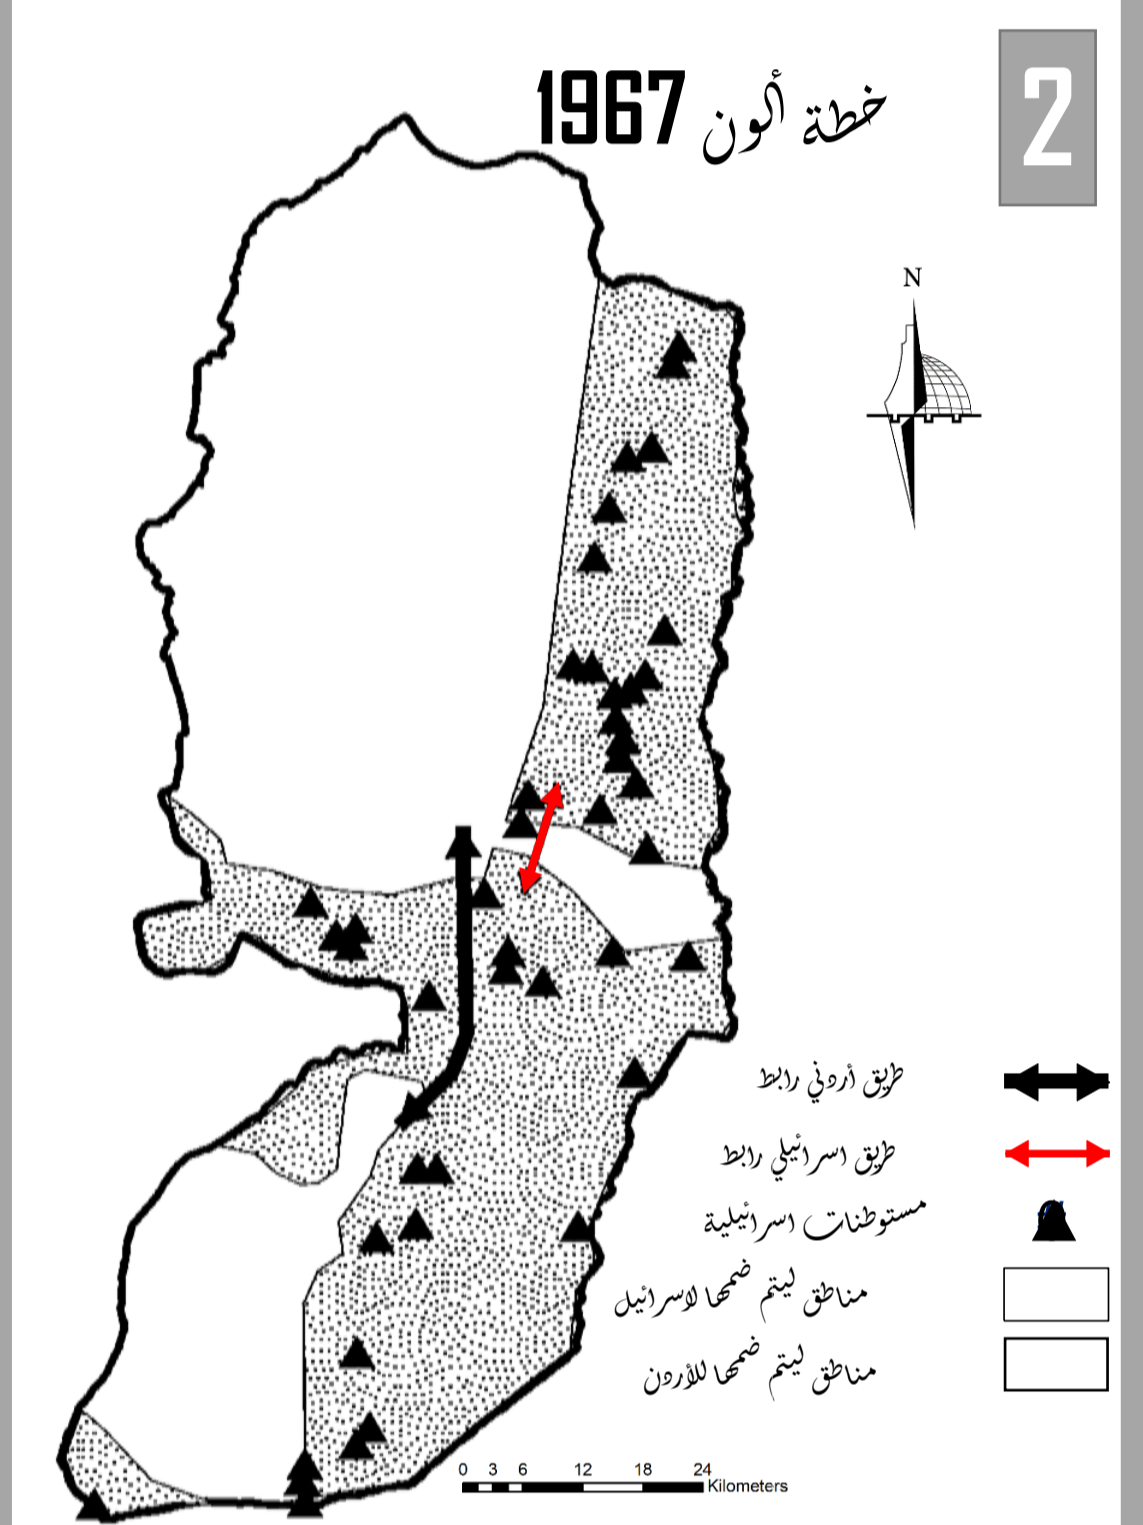 2
خطة ألون 1967
N
طريق أردني رابط
طريق اسرائيلي رابط
مستوطنات اسرائيلية
مناطق ليتم ضمها لاسرائيل
مناطق ليتم ضمها للأردن
0 3 6 12 18 24
Kilometers